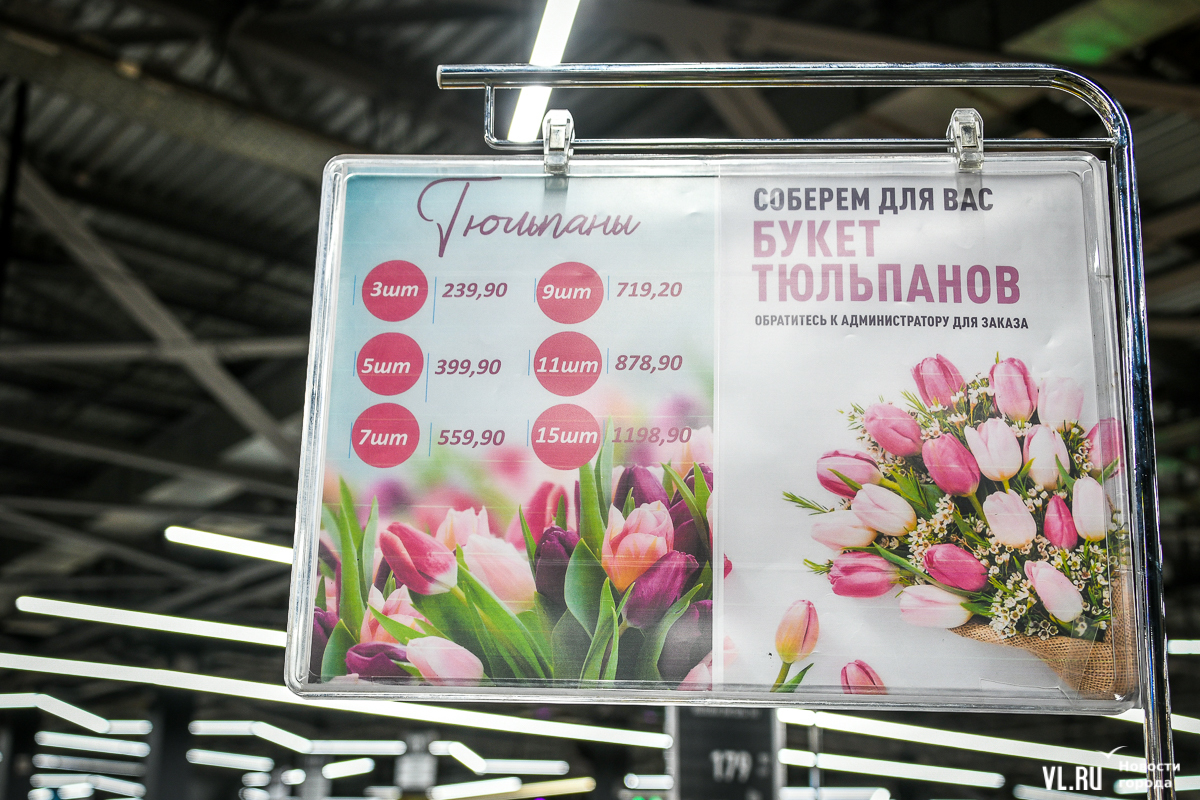 Тюльпаны
3шт 239,90
5шт 399,90
7шт 559,90
9шт 719,20
11шт 878,90
15шт 1198,90
СОБЕРЕМ ДЛЯ ВАС
БУКЕТ
ТЮЛЬПАНОВ
ОБРАТИТЕСЬ К АДМИНИСТРАТОРУ ДЛЯ ЗАКАЗА
179
VL.RU Новости
города